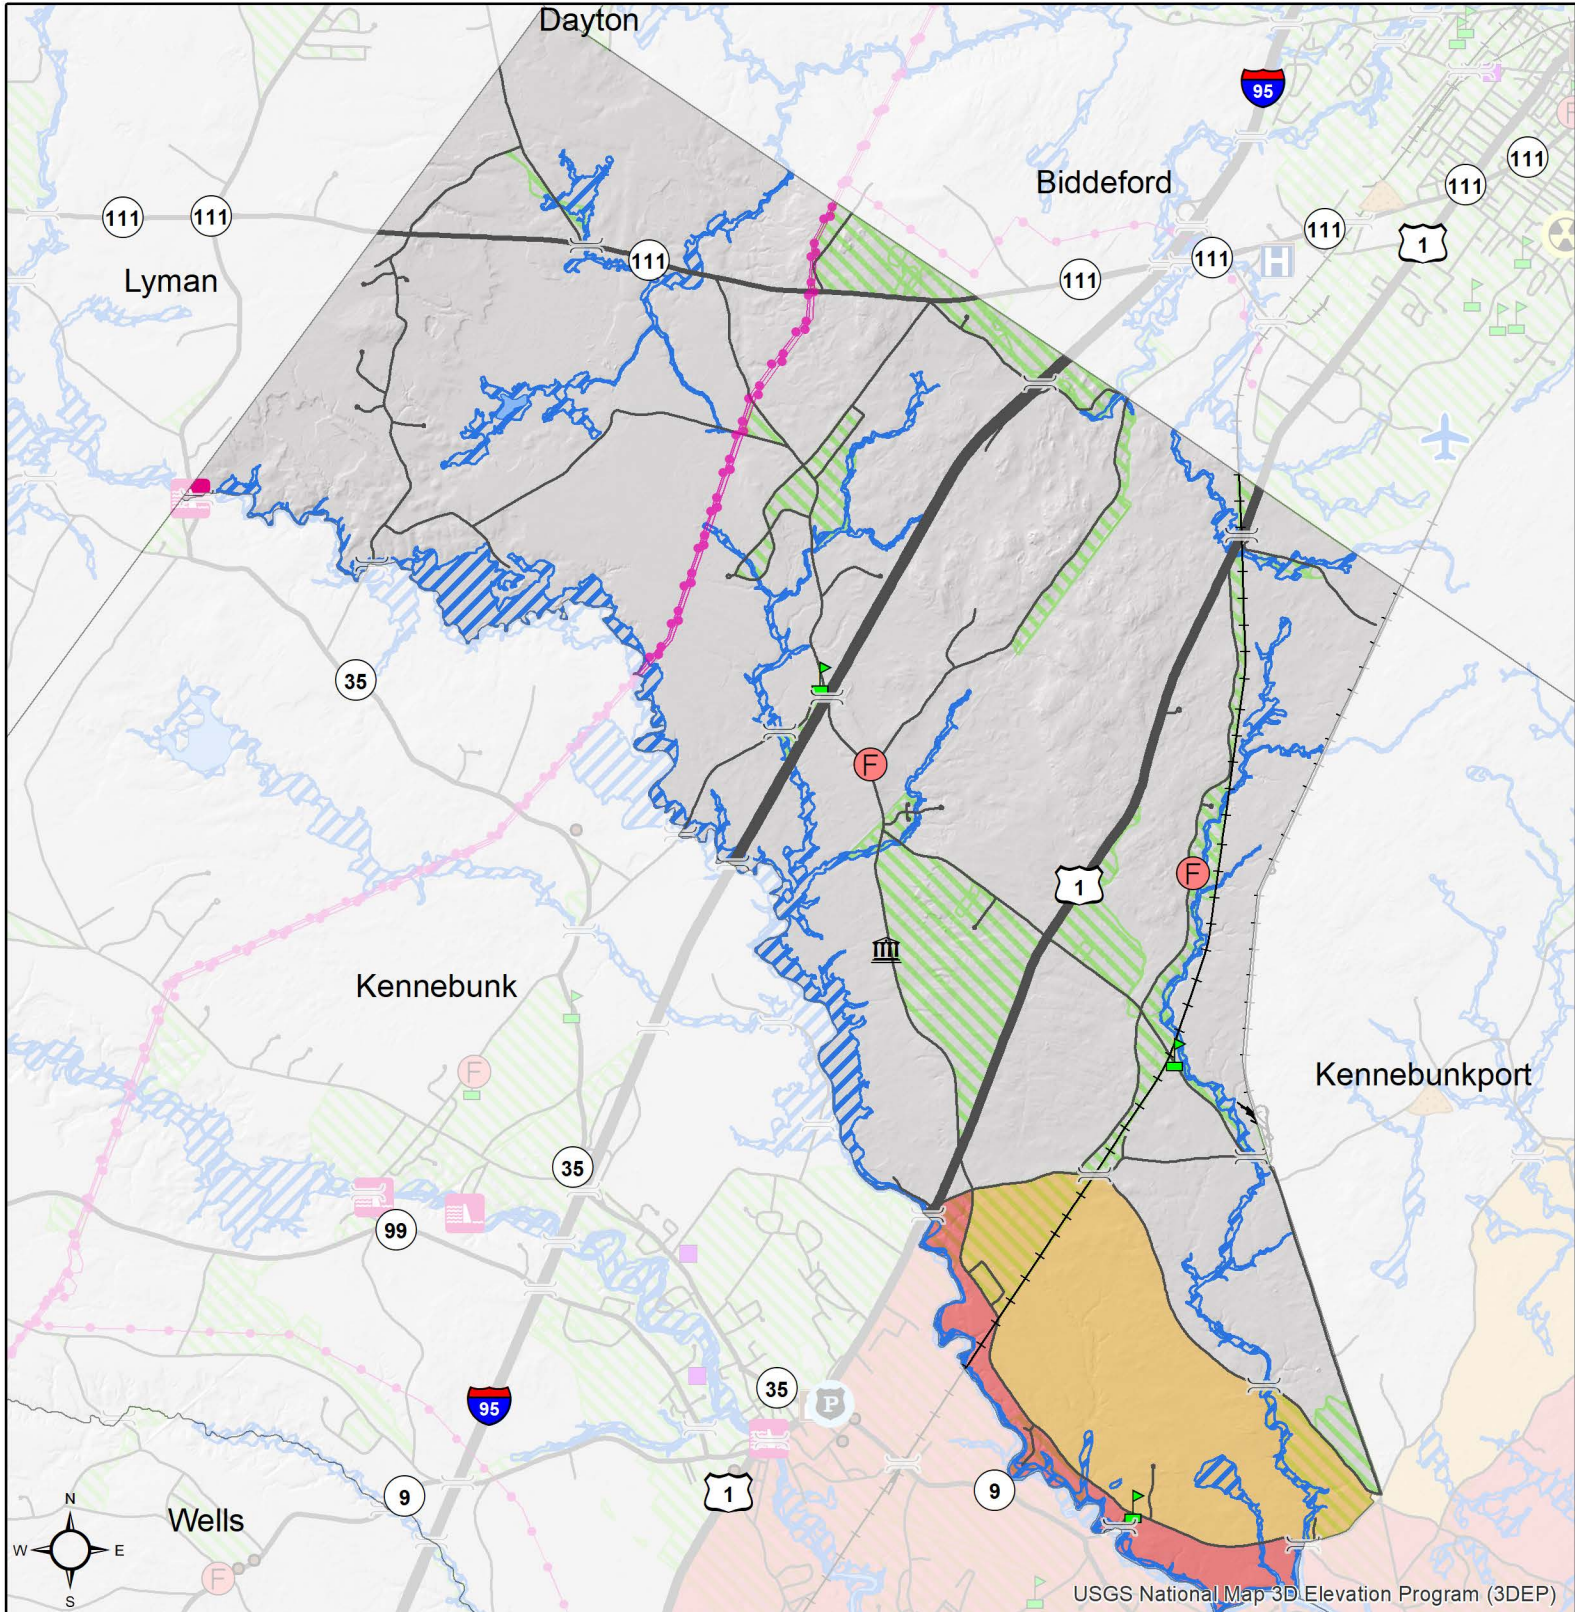 Dayton
95
Biddeford
111
111
111
111
111
111
111
1
H
111
Lyman
35
F
F
1
Kennebunk
F
Kennebunkport
35
99
35
P
95
9
1
9
Wells
F
N
W
E
S
USGS National Map 3D Elevation Program (3DEP)